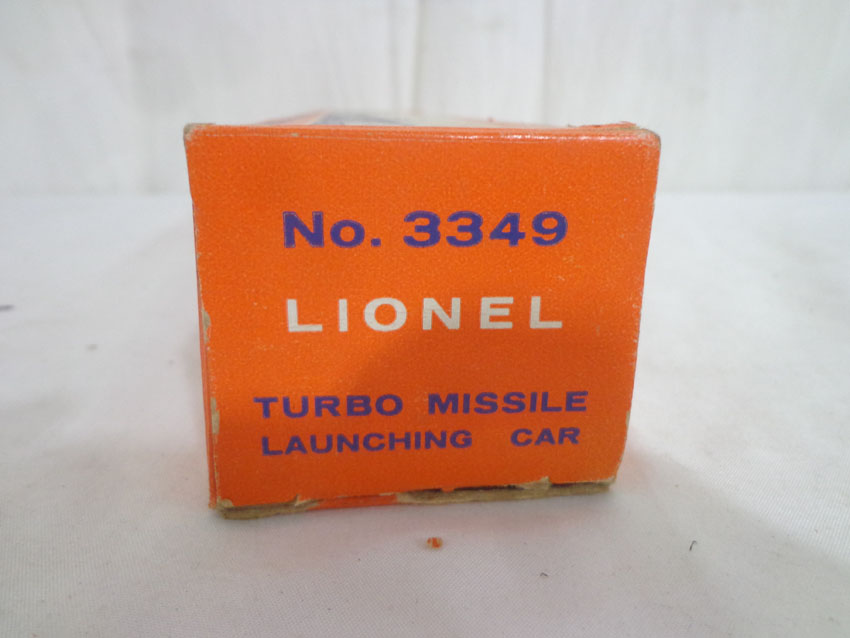 No. 3349
LIONEL
TURBO MISSILE
LAUNCHING CAR